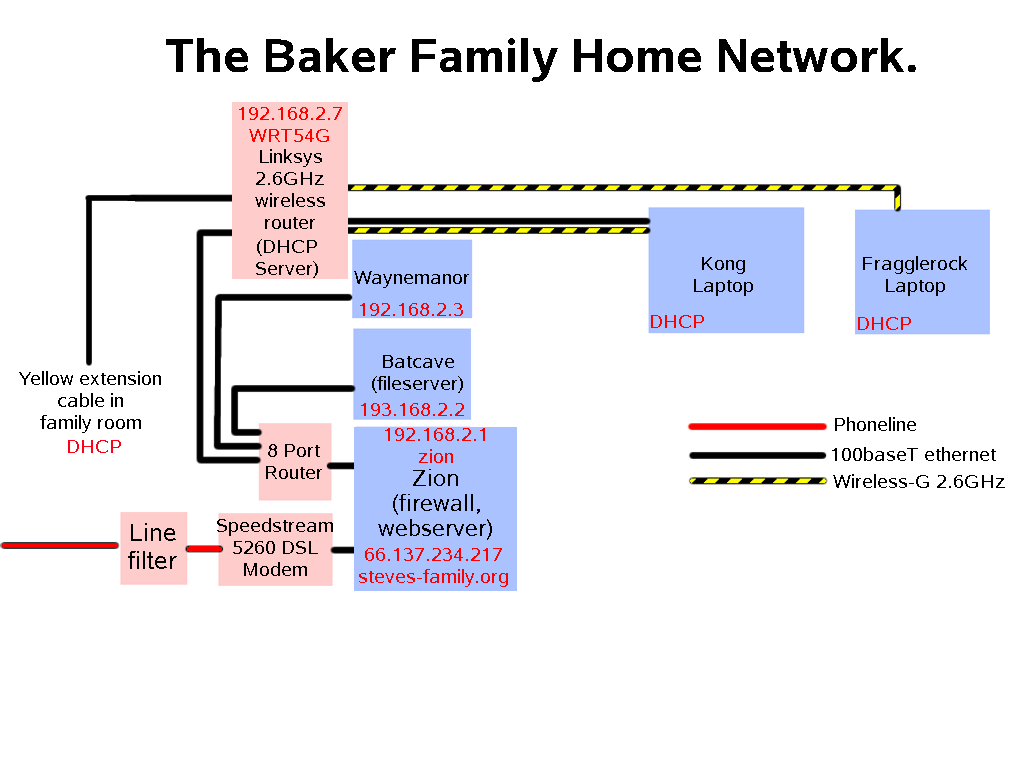 The Baker Family Home Network.
192.168.2.7
WRT54G
Linksys
2.6GHz
wireless
router
(DHCP
Server)
Waynemanor
192.168.2.3
Kong
Laptop
DHCP
Fragglerock
Laptop
DHCP
Batcave
(fileserver)
193.168.2.2
Yellow extension
cable in
family room
DHCP
8 Port
Router
192.168.2.1
zion
Zion
(firewall,
webserver)
66.137.234.217
steves-family.org
Line
filter
Speedstream
5260 DSL
Modem
Phoneline
100baseT ethernet
Wireless-G 2.6GHz